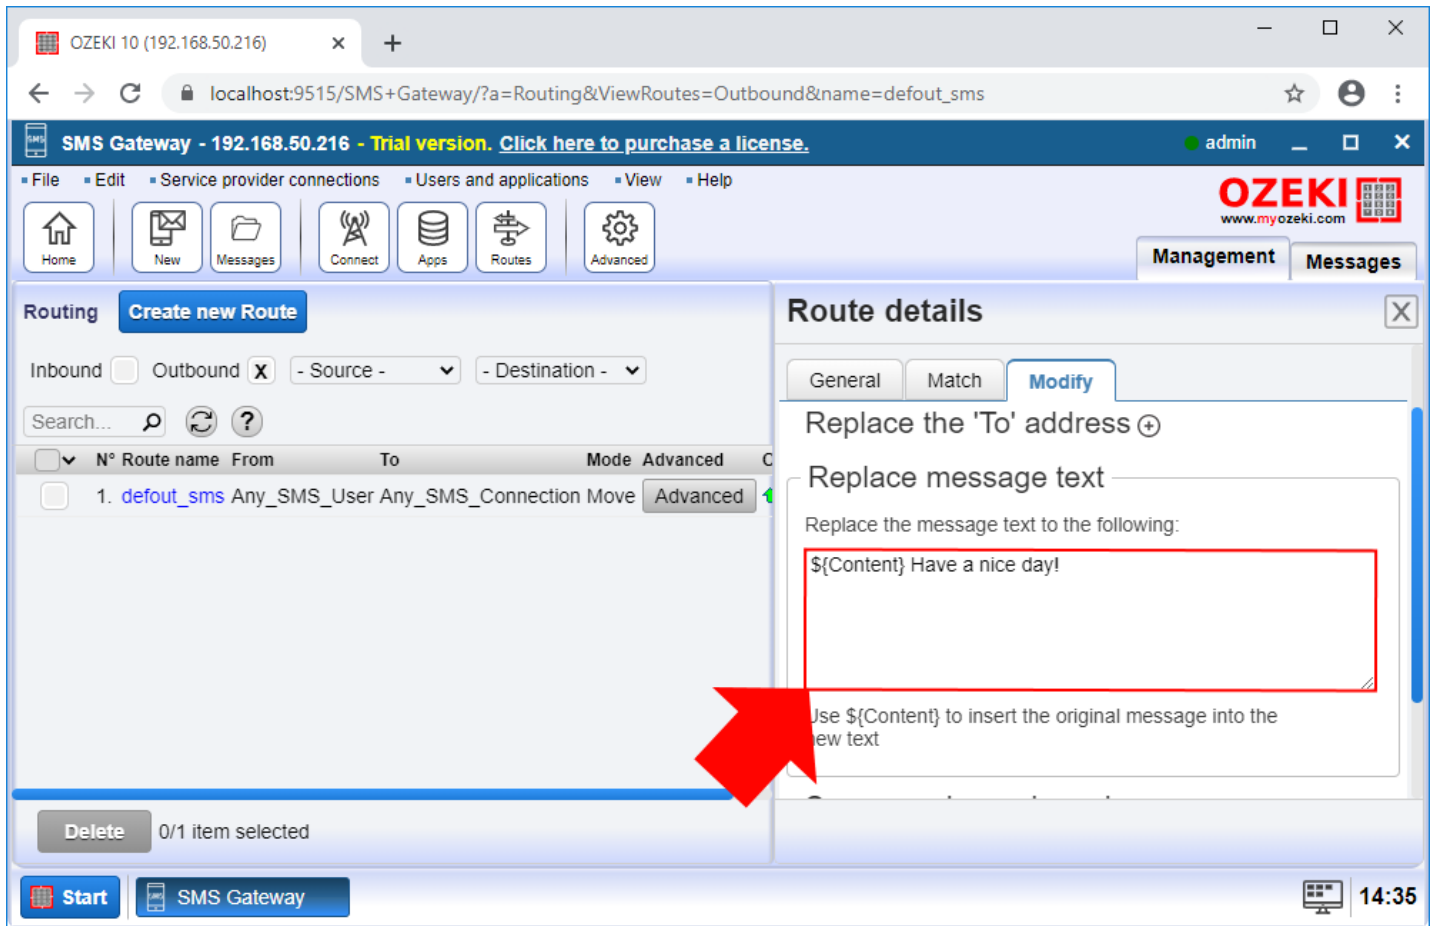 OZEKI 10 (192.168.50.216)
localhost:9515/SMS+Gateway/?a=Routing&ViewRoutes=Outbound&name=defout_sms
SMS Gateway - 192.168.50.216 - Trial version. Click here to purchase a license.
admin
File Edit Service provider connections Users and applications View Help
OZEKI
www.myozeki.com
Home New Messages Connect Apps Routes Advanced
Management Messages
Routing Create new Route
Inbound Outbound X - Source - - Destination -
Search...
?
N° Route name From To Mode Advanced
1. defout_sms Any_SMS_User Any_SMS_Connection Move Advanced
Delete 0/1 item selected
Route details
X
General Match Modify
Replace the 'To' address
Replace message text
Replace the message text to the following:
${Content} Have a nice day!
Use ${Content} to insert the original message into the
new text
Start SMS Gateway 14:35